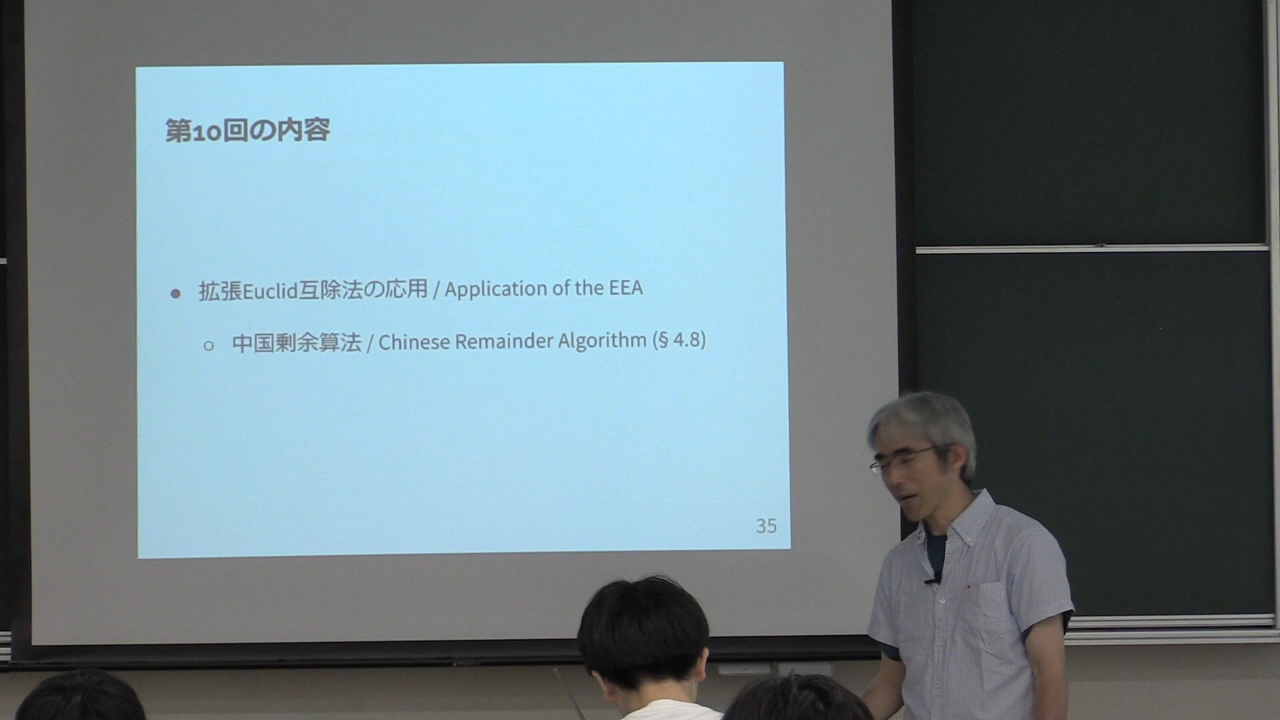 第10回の内容
● 拡張Euclid互除法の応用 / Application of the EEA
○ 中国剰余算法 / Chinese Remainder Algorithm (§ 4.8)
35